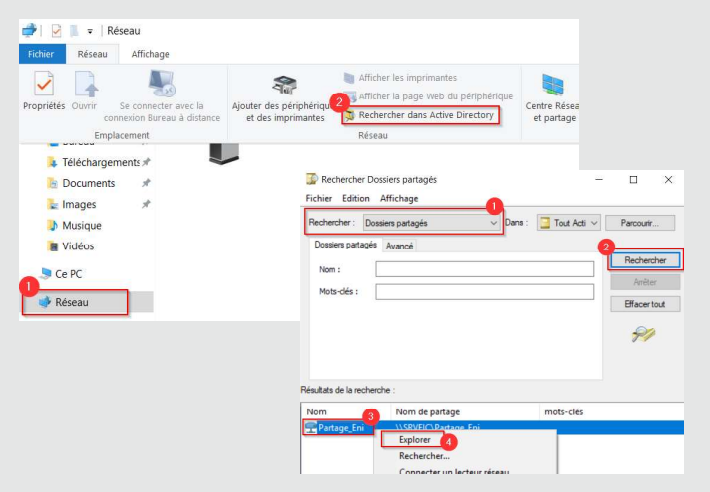 Réseau
Fichier Réseau Affichage
Propriétés Ouvrir Se connecter avec la connexion Bureau à distance
Emplacement
Ajouter des périphérique et des imprimantes
Afficher les imprimantes
Afficher la page web du périphérique
2
Rechercher dans Active Directory
Réseau
Centre Résea et partage
Téléchargements
Documents
Images
Musique
Vidéos
Ce PC
1
Réseau
Rechercher Dossiers partagés
Fichier Edition Affichage
1
Rechercher : Dossiers partagés Dans : Tout Acti Parcourir...
Dossiers partagés Avancé
2
Rechercher
Nom :
Arrêter
Mots-clés :
Effacer tout
Résultats de la recherche :
Nom Nom de partage mots-clés
3
Partage_Eni \\SRVFIC\Partage_Eni
Explorer 4
Rechercher...
Connecter un lecteur réseau